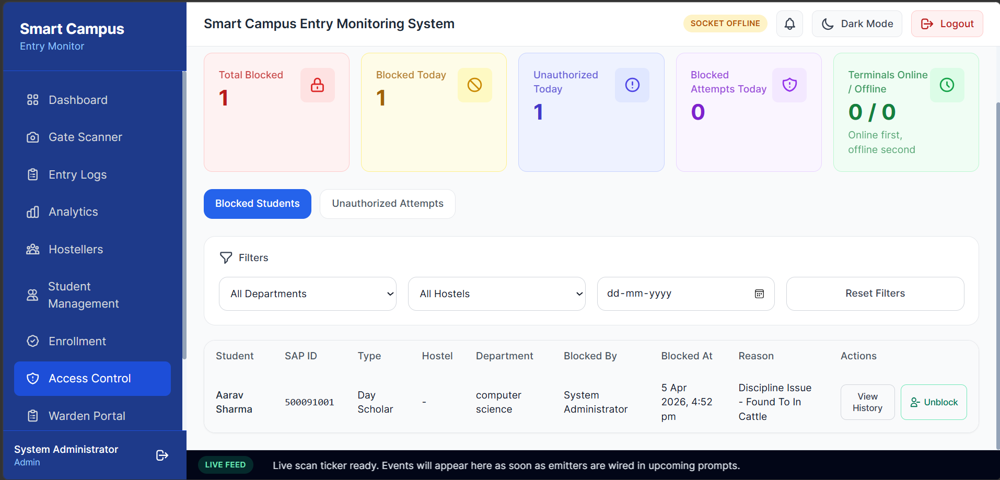 Smart Campus
Entry Monitor
Dashboard
Gate Scanner
Entry Logs
Analytics
Hostellers
Student
Management
Enrollment
Access Control
Warden Portal
System Administrator
Admin
Smart Campus Entry Monitoring System
SOCKET OFFLINE
Dark Mode
Logout
Total Blocked
1
Blocked Today
1
Unauthorized
Today
1
Blocked
Attempts Today
0
Terminals Online
/ Offline
0 / 0
Online first,
offline second
Blocked Students
Unauthorized Attempts
Filters
All Departments
All Hostels
dd-mm-yyyy
Reset Filters
Student SAP ID Type Hostel Department Blocked By Blocked At Reason Actions
Aarav
Sharma
500091001
Day
Scholar
-
computer
science
System
Administrator
5 Apr
2026, 4:52
pm
Discipline Issue
- Found To In
Cattle
View
History
Unblock
LIVE FEED
Live scan ticker ready. Events will appear here as soon as emitters are wired in upcoming prompts.